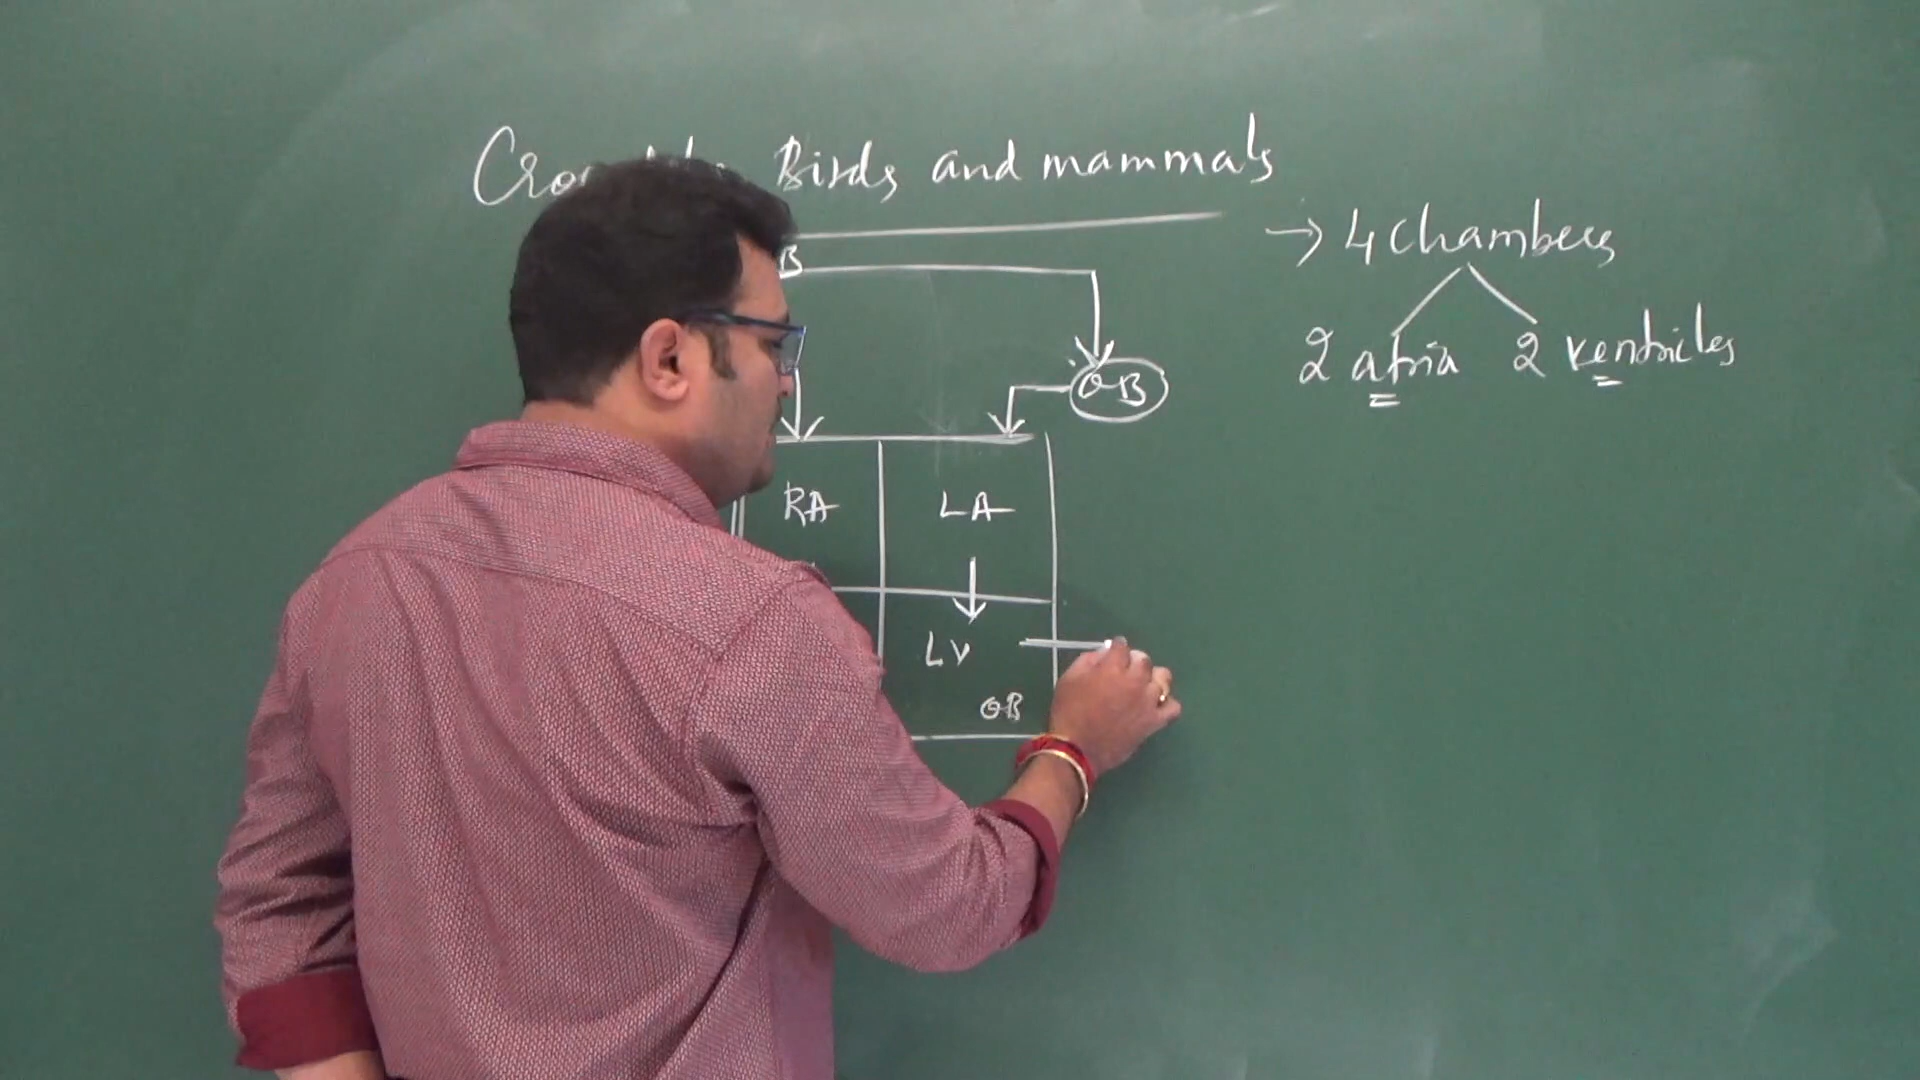 Birds and mammals
→ 4 chambers
2 atria 2 ventricles
B
OB
RA LA
LV
OB